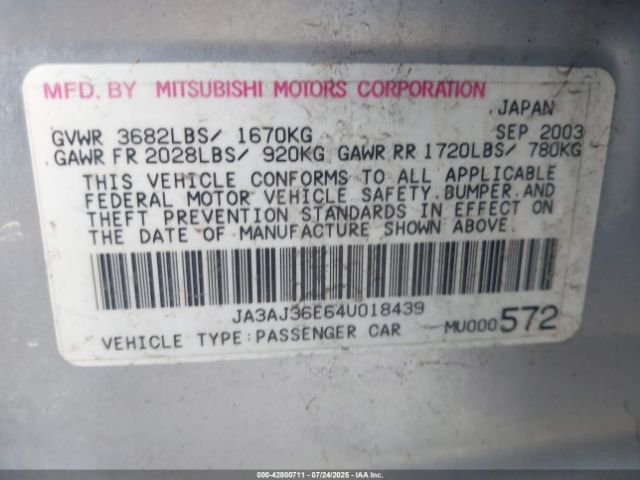 MFD. BY MITSUBISHI MOTORS CORPORATION
JAPAN
GVWR 3682LBS/ 1670KG SEP 2003
GAWR FR 2028LBS/ 920KG GAWR RR 1720LBS/ 780KG
THIS VEHICLE CONFORMS TO ALL APPLICABLE
FEDERAL MOTOR VEHICLE SAFETY, BUMPER, AND
THEFT PREVENTION STANDARDS IN EFFECT ON
THE DATE OF MANUFACTURE SHOWN ABOVE.
JA3AJ36E64U018439
VEHICLE TYPE:PASSENGER CAR MU000572
000-42800711 - 07/24/2025 - IAAI.COM